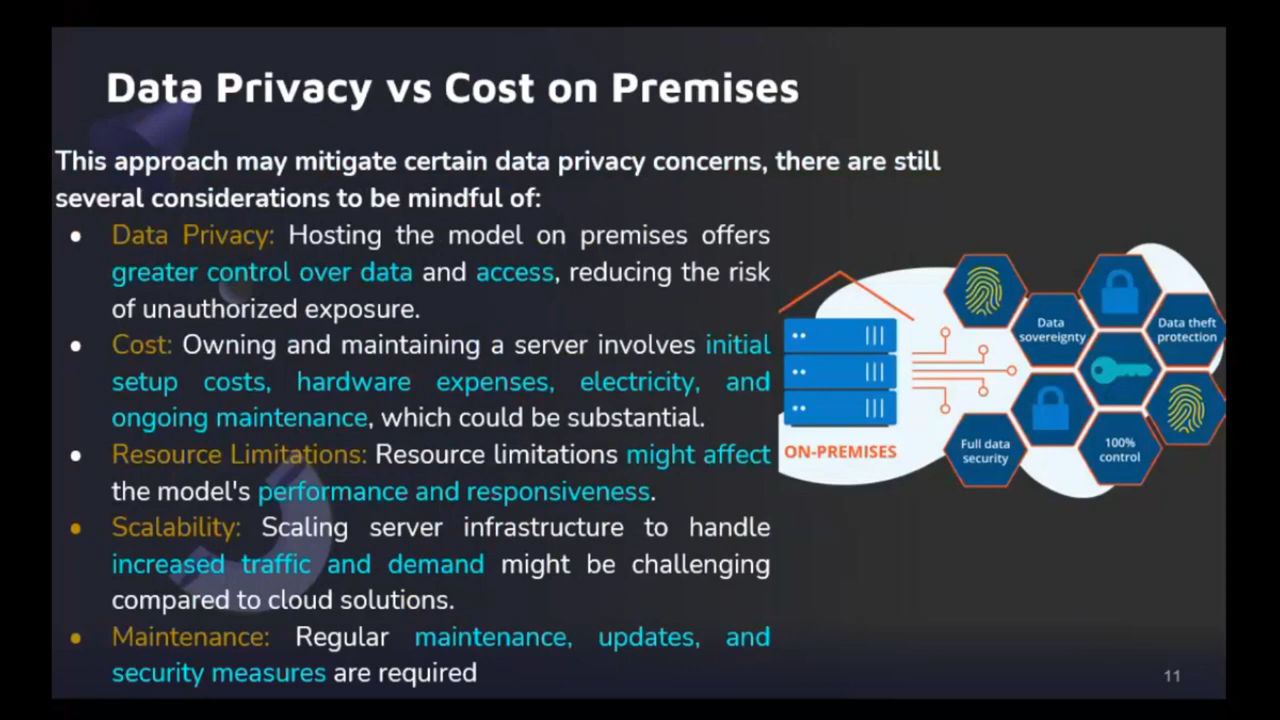 Data Privacy vs Cost on Premises
This approach may mitigate certain data privacy concerns, there are still
several considerations to be mindful of:
• Data Privacy: Hosting the model on premises offers
greater control over data and access, reducing the risk
of unauthorized exposure.
• Cost: Owning and maintaining a server involves initial
setup costs, hardware expenses, electricity, and
ongoing maintenance, which could be substantial.
• Resource Limitations: Resource limitations might affect
the model's performance and responsiveness.
• Scalability: Scaling server infrastructure to handle
increased traffic and demand might be challenging
compared to cloud solutions.
• Maintenance: Regular maintenance, updates, and
security measures are required
ON-PREMISES
Data
sovereignty
Data theft
protection
Full data
security
100%
control
11